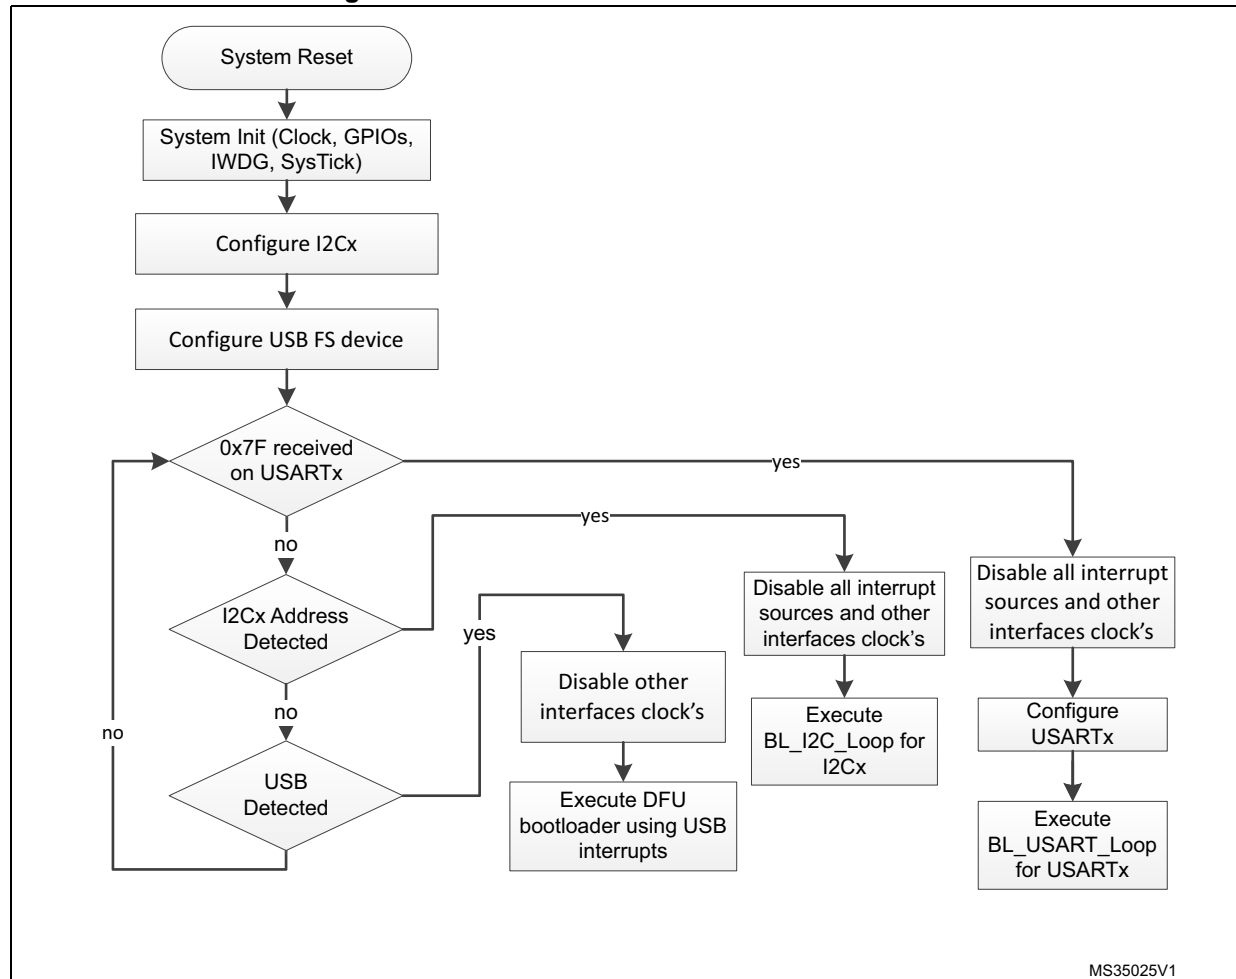 System Reset
System Init (Clock, GPIOs,
IWDG, SysTick)
Configure I2Cx
Configure USB FS device
0x7F received
on USARTx
yes
no
yes
I2Cx Address
Detected
yes
Disable all interrupt
sources and other
interfaces clock's
Disable all interrupt
sources and other
interfaces clock's
Disable other
interfaces clock's
no
no
Execute
BL_I2C_Loop for
I2Cx
Configure
USARTx
USB
Detected
Execute DFU
bootloader using USB
interrupts
Execute
BL_USART_Loop
for USARTx
MS35025V1